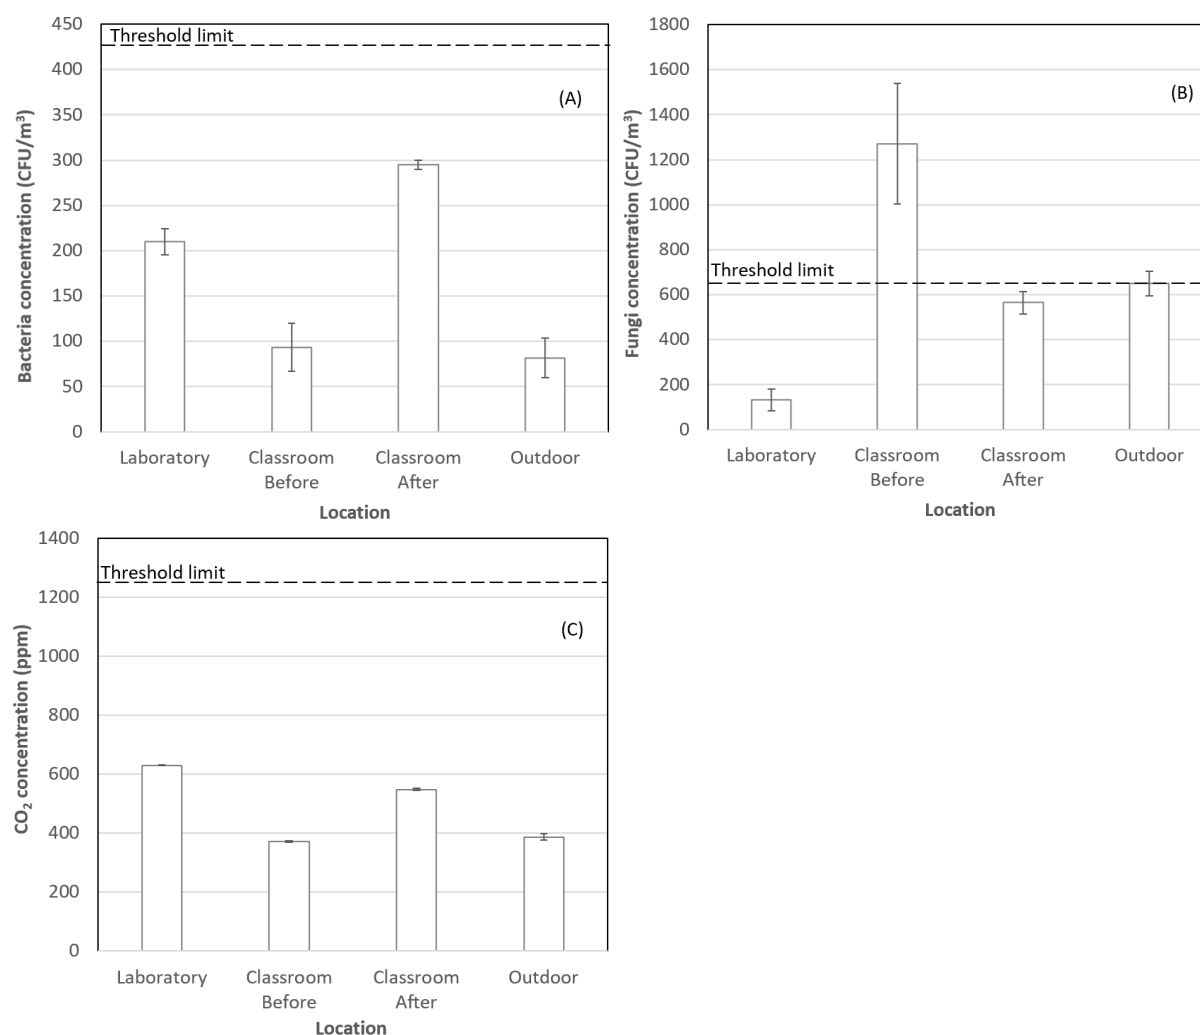 450
400
350
300
250
200
150
100
50
0
Bacteria concentration (CFU/m³)
Threshold limit
(A)
Laboratory
Classroom
Before
Classroom
After
Outdoor
Location
1800
1600
1400
1200
1000
800
600
400
200
0
Fungi concentration (CFU/m³)
(B)
Threshold limit
Laboratory
Classroom
Before
Classroom
After
Outdoor
Location
1400
1200
1000
800
600
400
200
0
CO₂ concentration (ppm)
Threshold limit
(C)
Laboratory
Classroom
Before
Classroom
After
Outdoor
Location